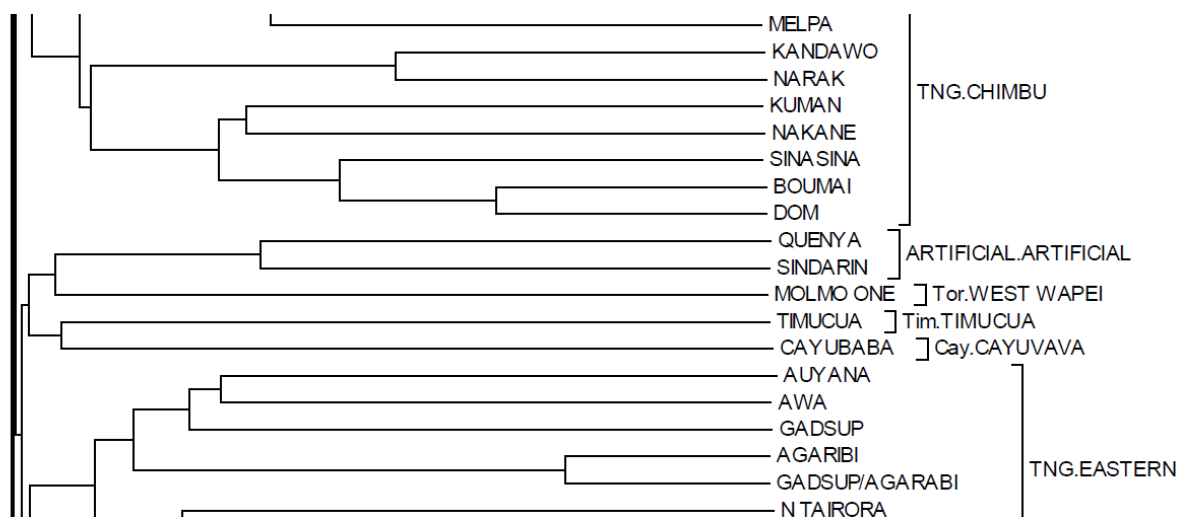 MELPA
KANDAWO
NARAK
TNG.CHIMBU
KUMAN
NAKANE
SINASINA
BOUMAI
DOM
QUENYA
SINDARIN
ARTIFICIAL.ARTIFICIAL
MOLMO ONE
Tor.WEST WAPEI
TIMUCUA
Tim.TIMUCUA
CAYUBABA
Cay.CAYUVAVA
AUYANA
AWA
GADSUP
AGARIBI
TNG.EASTERN
GADSUP/AGARABI
N TAIRORA